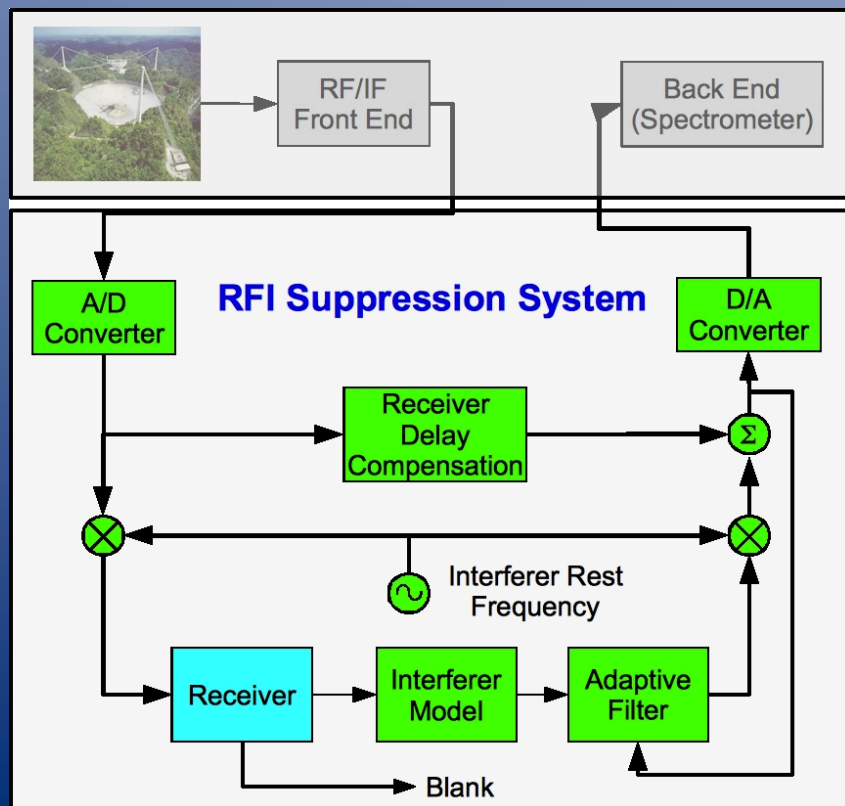 RF/IF
Front End
Back End
(Spectrometer)
A/D
Converter
RFI Suppression System
D/A
Converter
Receiver
Delay
Compensation
Σ
Interferer Rest
Frequency
Receiver
Interferer
Model
Adaptive
Filter
Blank